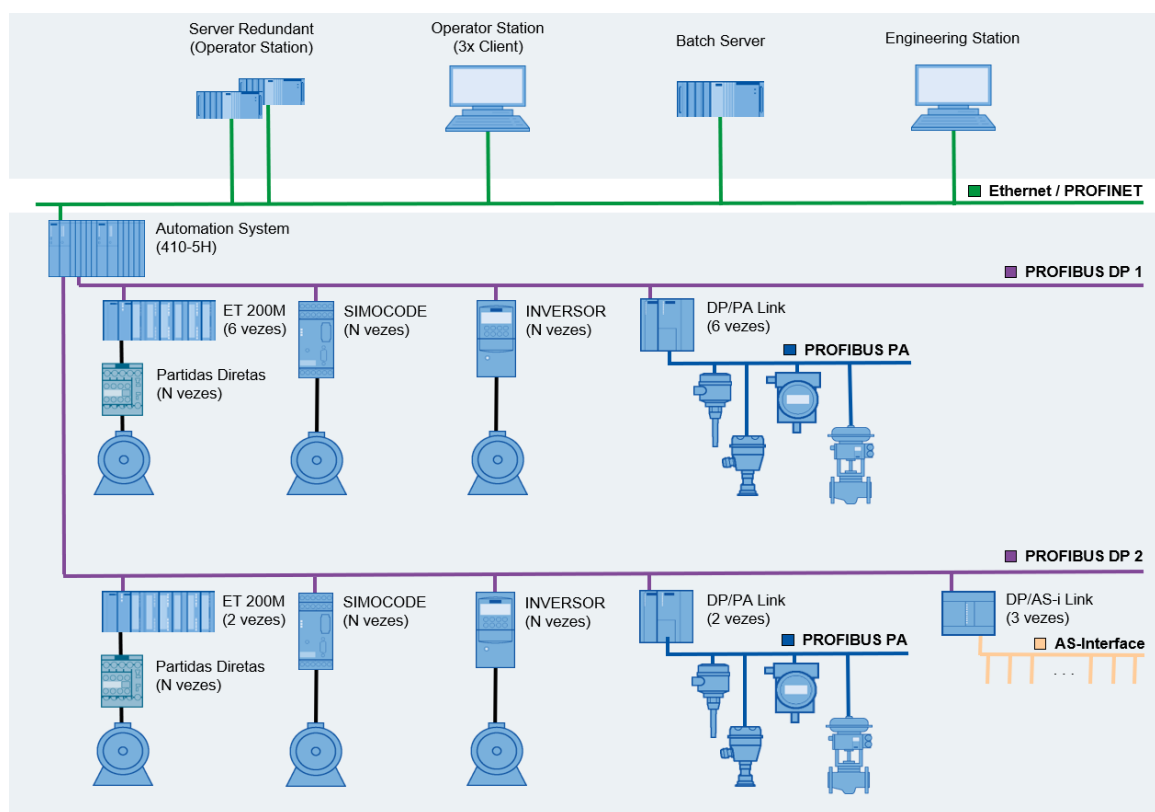 Server Redundant
(Operator Station)
Operator Station
(3x Client)
Batch Server
Engineering Station
Ethernet / PROFINET
Automation System
(410-5H)
PROFIBUS DP 1
ET 200M
(6 vezes)
SIMOCODE
(N vezes)
INVERSOR
(N vezes)
DP/PA Link
(6 vezes)
PROFIBUS PA
Partidas Diretas
(N vezes)
PROFIBUS DP 2
ET 200M
(2 vezes)
SIMOCODE
(N vezes)
INVERSOR
(N vezes)
DP/PA Link
(2 vezes)
DP/AS-i Link
(3 vezes)
PROFIBUS PA
AS-Interface
Partidas Diretas
(N vezes)
. . .